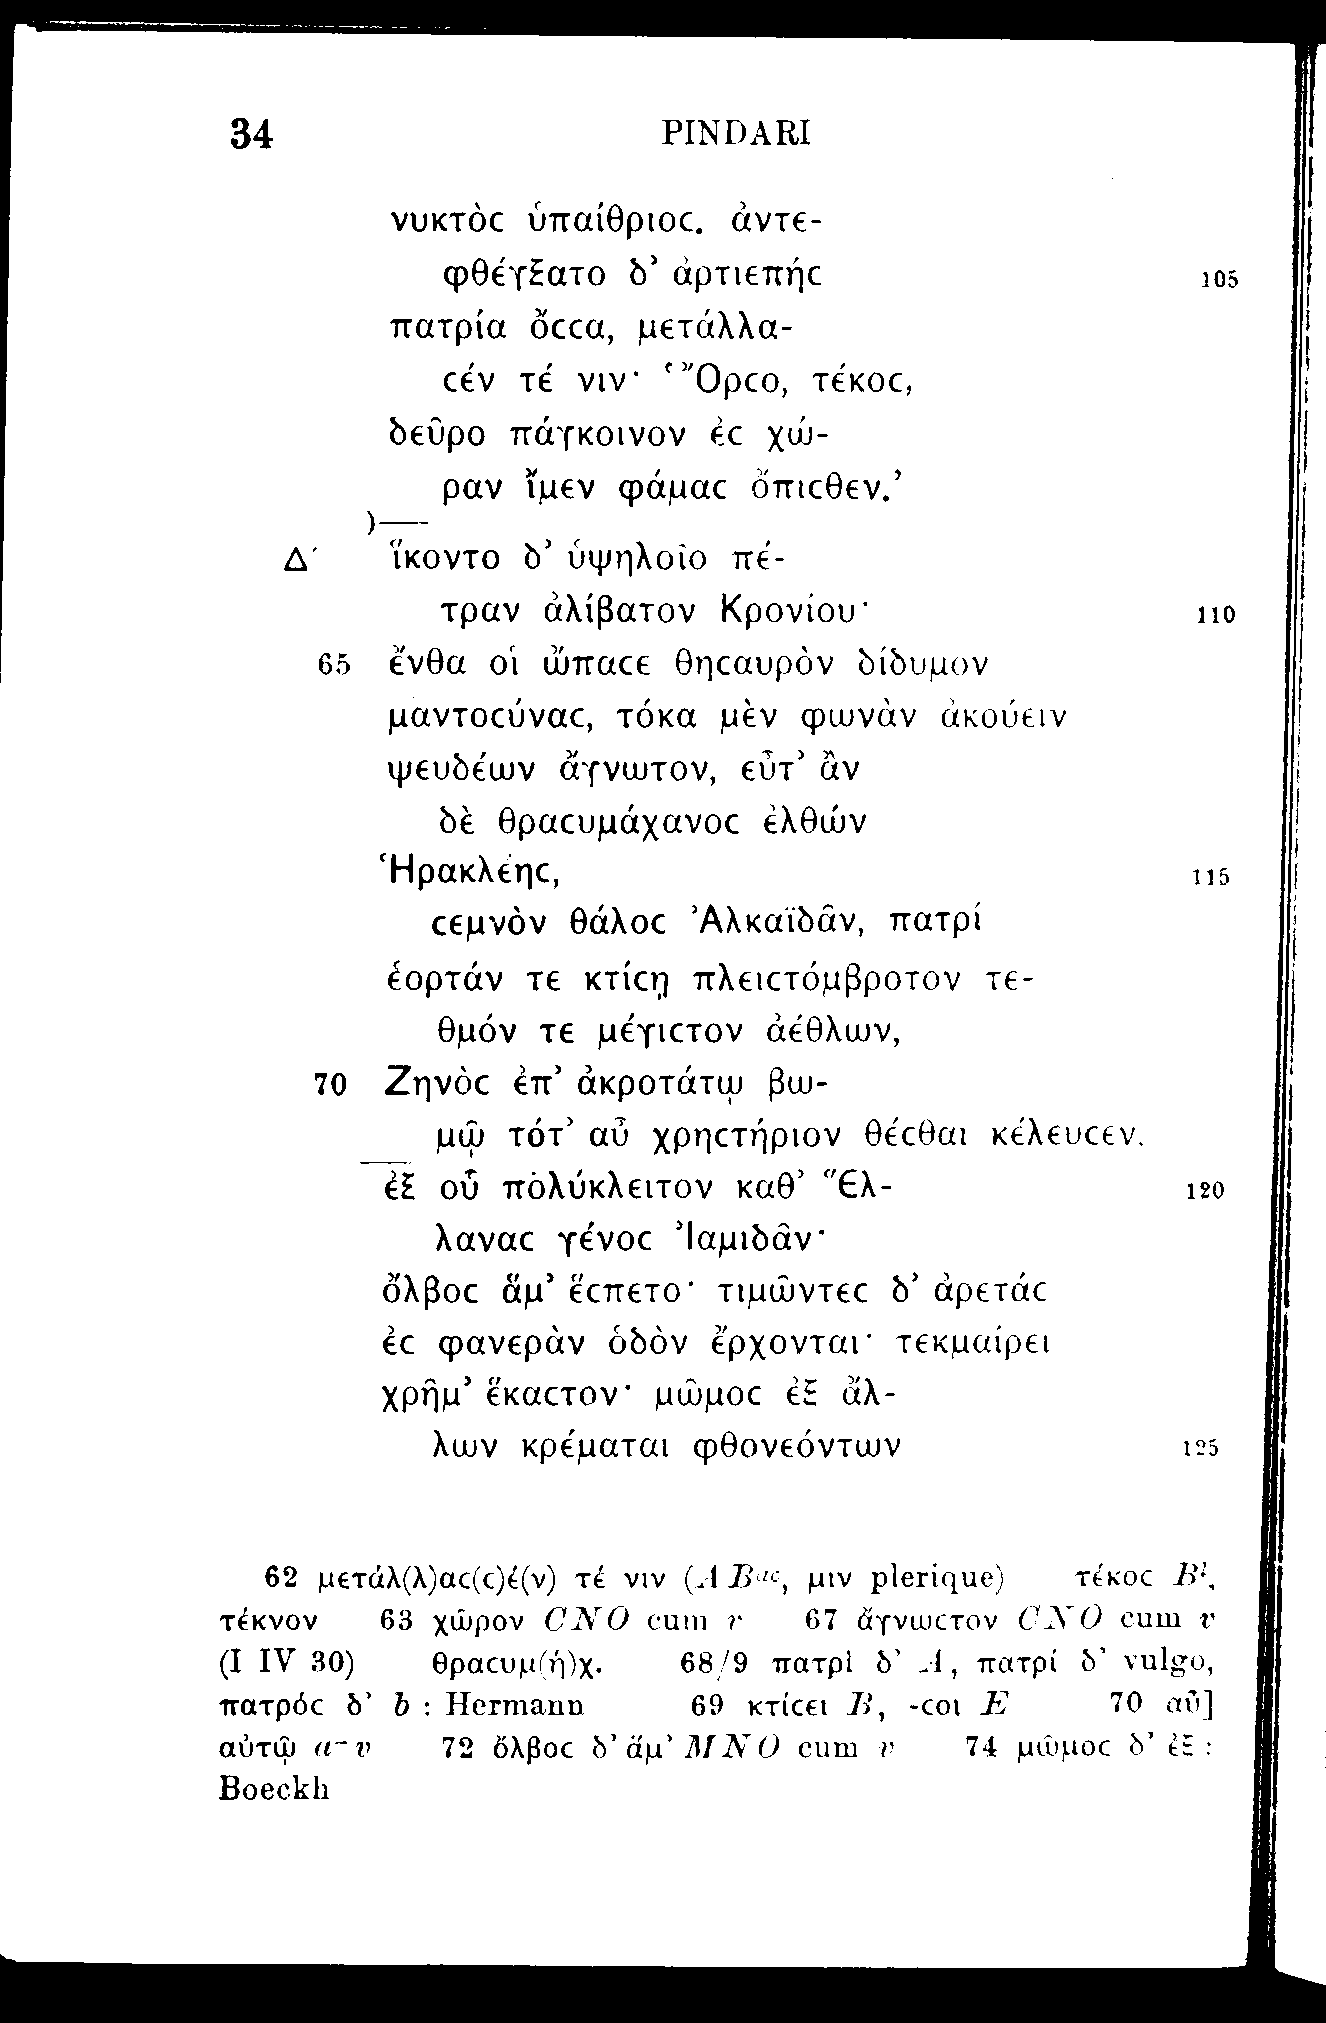 34 PINDARI
νυκτὸϲ ὑπαίθριοϲ. ἀντε-
φθέγξατο δ’ ἀρτιεπήϲ 105
πατρία ὄϲϲα, μετάλλα-
ϲέν τέ νιν· ‘Ὄρϲο, τέκοϲ,
δεῦρο πάγκοινον ἐϲ χώ-
ραν ἴμεν φάμαϲ ὄπιϲθεν.’
)—
Δ´ ἵκοντο δ’ ὑψηλοῖο πέ-
τραν ἀλίβατον Κρονίου· 110
65 ἔνθα οἱ ὤπαϲε θηϲαυρὸν δίδυμον
μαντοϲύναϲ, τόκα μὲν φωνὰν ἀκούειν
ψευδέων ἄγνωτον, εὖτ’ ἂν
δὲ θραϲυμάχανοϲ ἐλθών
Ἡρακλέηϲ, 115
ϲεμνὸν θάλοϲ Ἀλκαϊδᾶν, πατρί
ἑορτάν τε κτίϲῃ πλειϲτόμβροτον τε-
θμόν τε μέγιϲτον ἀέθλων,
70 Ζηνὸϲ ἐπ’ ἀκροτάτῳ βω-
μῷ τότ’ αὖ χρηϲτήριον θέϲθαι κέλευϲεν.
ἐξ οὗ πολύκλειτον καθ’ Ἕλ- 120
λαναϲ γένοϲ Ἰαμιδᾶν·
ὄλβοϲ ἅμ’ ἕϲπετο· τιμῶντεϲ δ’ ἀρετάϲ
ἐϲ φανερὰν ὁδὸν ἔρχονται· τεκμαίρει
χρῆμ’ ἕκαϲτον· μῶμοϲ ἐξ ἄλ-
λων κρέμαται φθονεόντων 125
62 μετάλ(λ)αϲ(ϲ)έ(ν) τέ νιν (A Bac, μιν plerique) τέκοϲ Bl,
τέκνον 63 χῶρον CNO cum v 67 ἄγνωϲτον CNO cum v
(I IV 30) θραϲυμ(ή)χ. 68/9 πατρὶ δ’ A, πατρί δ’ vulgo,
πατρόϲ δ’ b : Hermann 69 κτίϲει B, -ϲοι E 70 αὖ]
αὐτῷ a~v 72 ὄλβοϲ δ’ ἅμ’ MNO cum v 74 μῶμοϲ δ’ ἐξ :
Boeckh